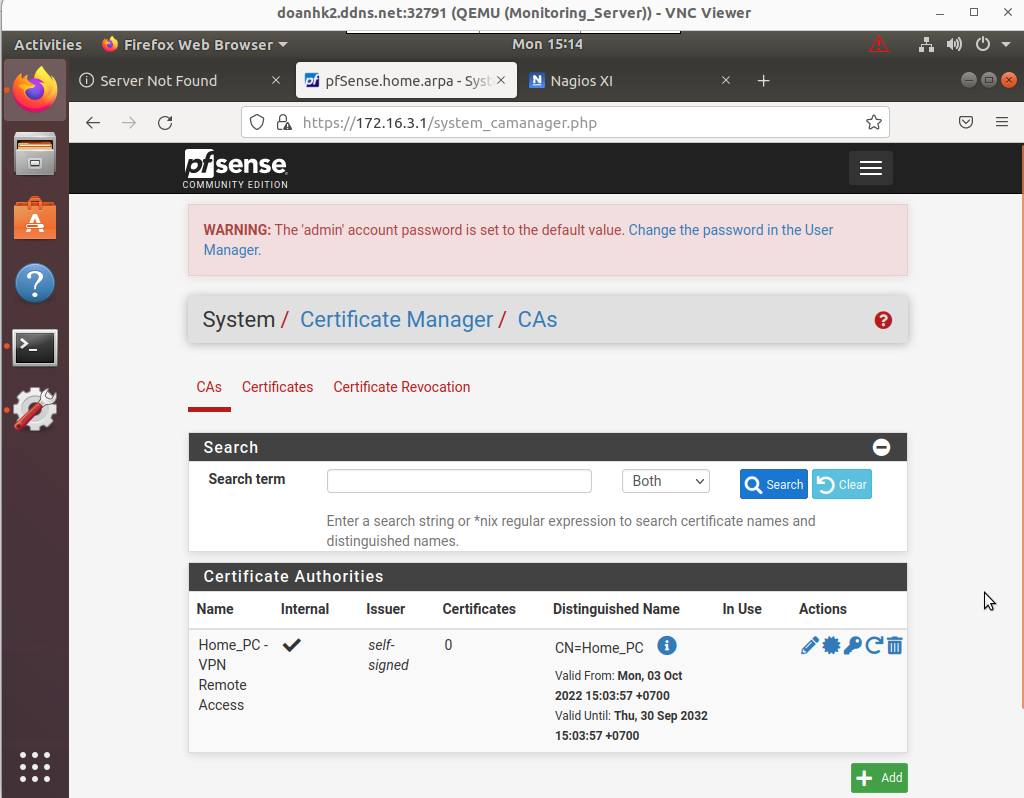 doanhk2.ddns.net:32791 (QEMU (Monitoring_Server)) - VNC Viewer
Activities Firefox Web Browser Mon 15:14
Server Not Found pfSense.home.arpa - Syst Nagios XI
https://172.16.3.1/system_camanager.php
pfsense
COMMUNITY EDITION
WARNING: The 'admin' account password is set to the default value. Change the password in the User
Manager.
System / Certificate Manager / CAs
CAs Certificates Certificate Revocation
Search
Search term Both Search Clear
Enter a search string or *nix regular expression to search certificate names and
distinguished names.
Certificate Authorities
Name Internal Issuer Certificates Distinguished Name In Use Actions
Home_PC - self- 0 CN=Home_PC
VPN signed
Remote Valid From: Mon, 03 Oct
Access 2022 15:03:57 +0700
Valid Until: Thu, 30 Sep 2032
15:03:57 +0700
Add